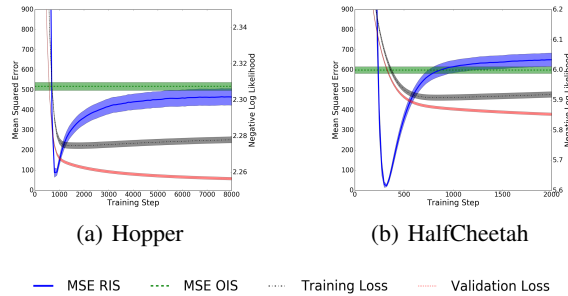 900
800
700
600
500
400
300
200
100
0
Mean Squared Error
0 1000 2000 3000 4000 5000 6000 7000 8000
Training Step
2.34
2.32
2.30
2.28
2.26
Negative Log Likelihood
(a) Hopper
900
800
700
600
500
400
300
200
100
0
Mean Squared Error
0 500 1000 1500 2000
Training Step
6.2
6.1
6.0
5.9
5.8
5.7
5.6
Negative Log Likelihood
(b) HalfCheetah
MSE RIS MSE OIS Training Loss Validation Loss